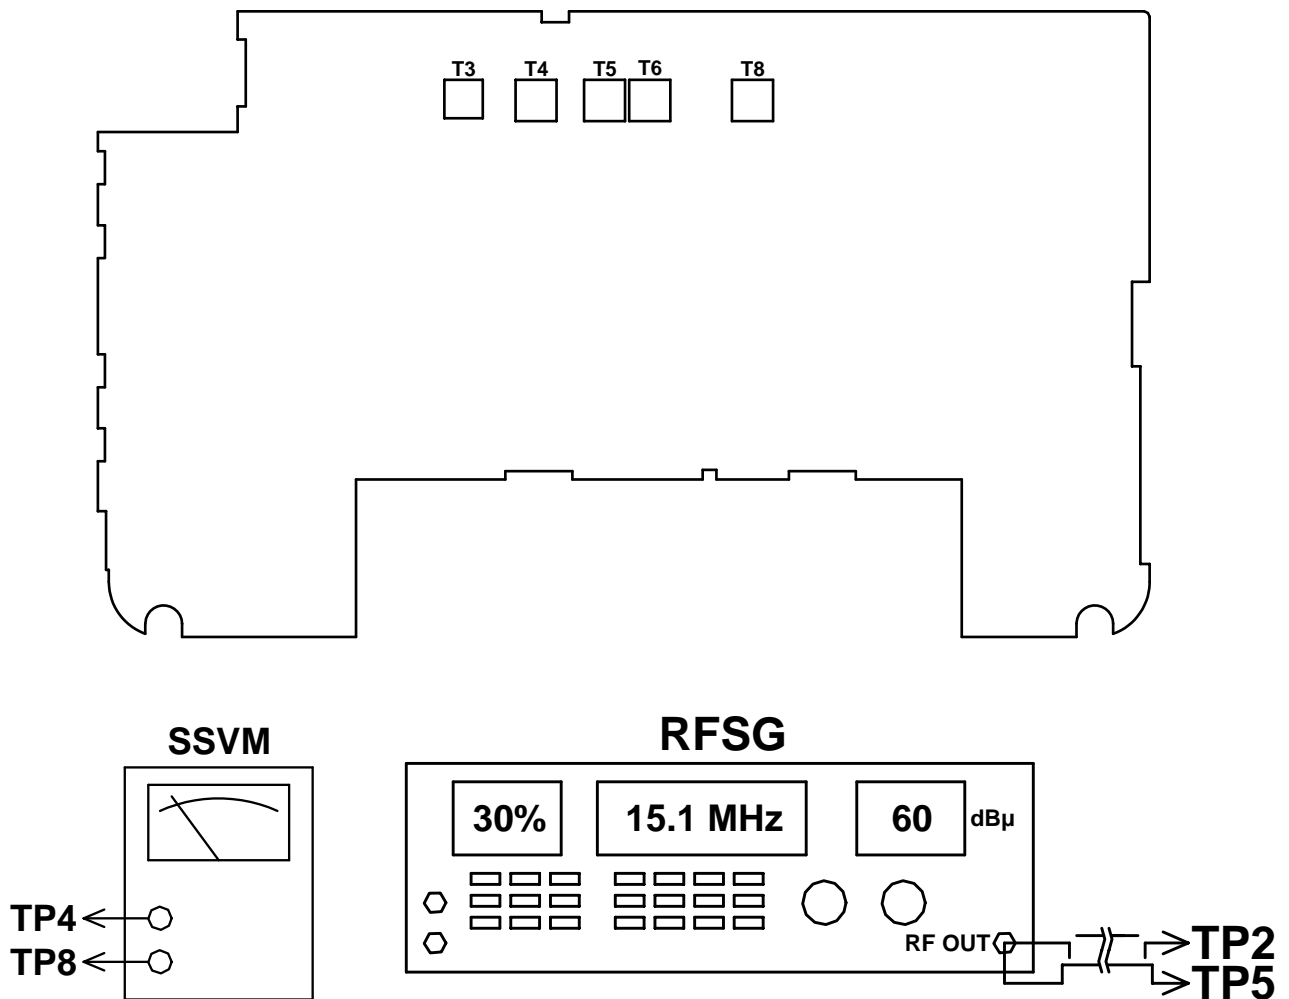 T3 T4 T5 T6 T8
SSVM
RFSG
30% 15.1 MHz 60 dBµ
TP4
TP8
RF OUT
TP2
TP5